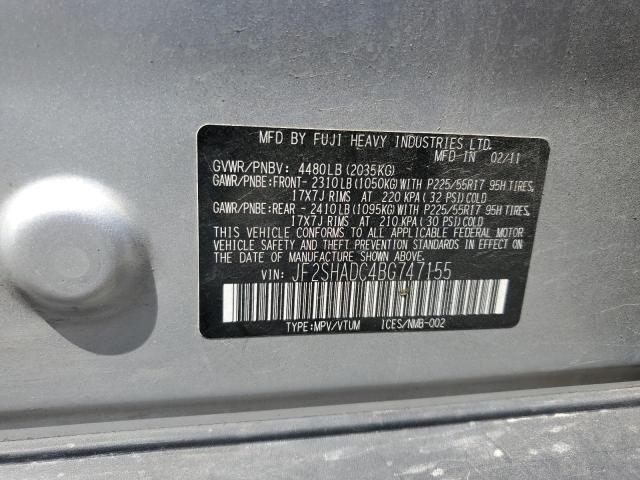 MFD BY FUJI HEAVY INDUSTRIES LTD.
MFD IN 02/11
GVWR/PNBV: 4480LB (2035KG)
GAWR/PNBE:FRONT- 2310LB (1050KG) WITH P225/55R17 95H TIRES,
17X7J RIMS AT 220 KPA (32 PSI) COLD
GAWR/PNBE:REAR - 2410LB (1095KG) WITH P225/55R17 95H TIRES,
17X7J RIMS AT 210 KPA (30 PSI) COLD
THIS VEHICLE CONFORMS TO ALL APPLICABLE FEDERAL MOTOR
VEHICLE SAFETY AND THEFT PREVENTION STANDARDS IN EFFECT
ON THE DATE OF MANUFACTURE SHOWN ABOVE.
VIN: JF2SHADC4BG747155
TYPE:MPV/VTUM ICES/NMB-002